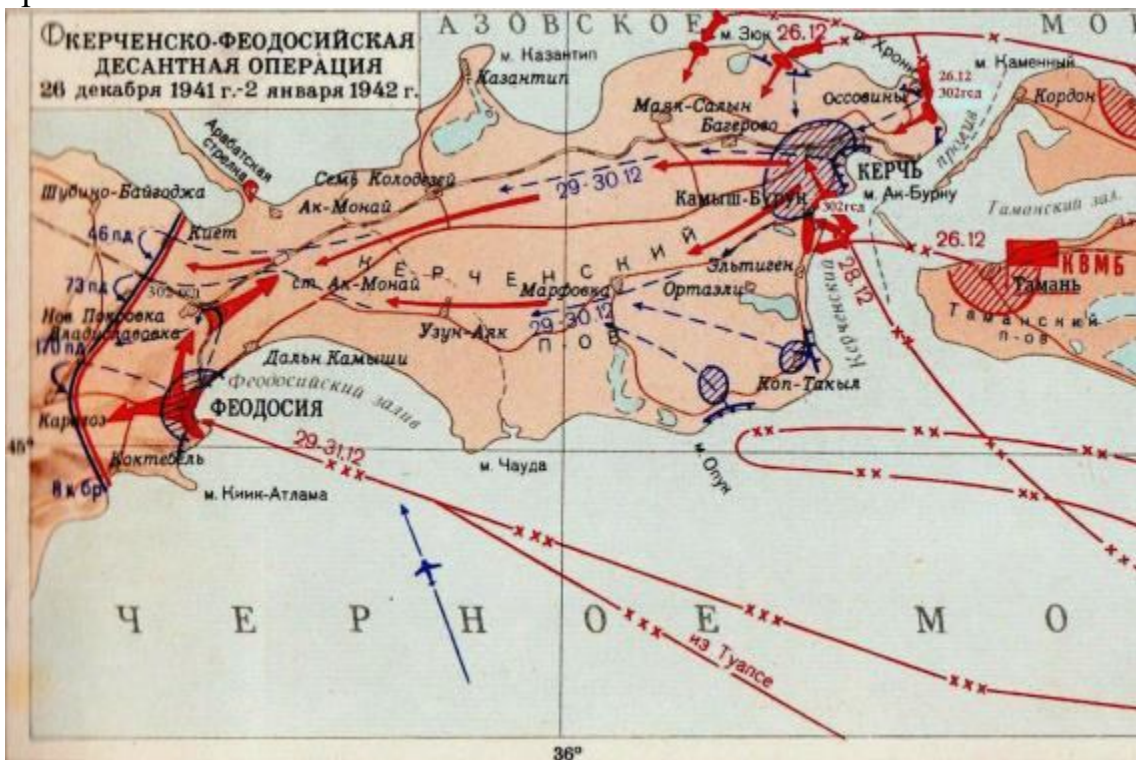 АЗОВСКОЕ МО
КЕРЧЕНСКО-ФЕОДОСИЙСКАЯ
ДЕСАНТНАЯ ОПЕРАЦИЯ
26 декабря 1941 г.-2 января 1942 г.
м. Зюк 26.12
м. Хрони
м. Казантип
Казантип
26.12
302гсд
м. Каменный
Кордон
Маяк-Салын
Оссовины
Багерово
пролив
Арабатская
стрелка
КЕРЧЬ
Семь Колодезей
29-30.12
Шубино-Байгоджа
Ак-Монай
Камыш-Бурун
м. Ак-Бурну
302гсд
Таманский зал.
46 пд
Киет
26.12
КВМБ
КЕРЧЕНСКИЙ
П-ОВ
73 пд
ст. Ак-Монай
Эльтиген
28.12
Тамань
Марфовка
Ортаэли
Нов Покровка
Владиславовка
Узун-Аяк
29-30.12
Керченский
Таманский
п-ов
170 пд
Дальн Камыши
Феодосийский залив
Коп-Такыл
Карагоз
ФЕОДОСИЯ
45°
29-31.12
Коктебель
м. Чауда
м. Опук
8к бр
м. Киик-Атлама
ЧЕРНОЕ МО
из Туапсе
36°